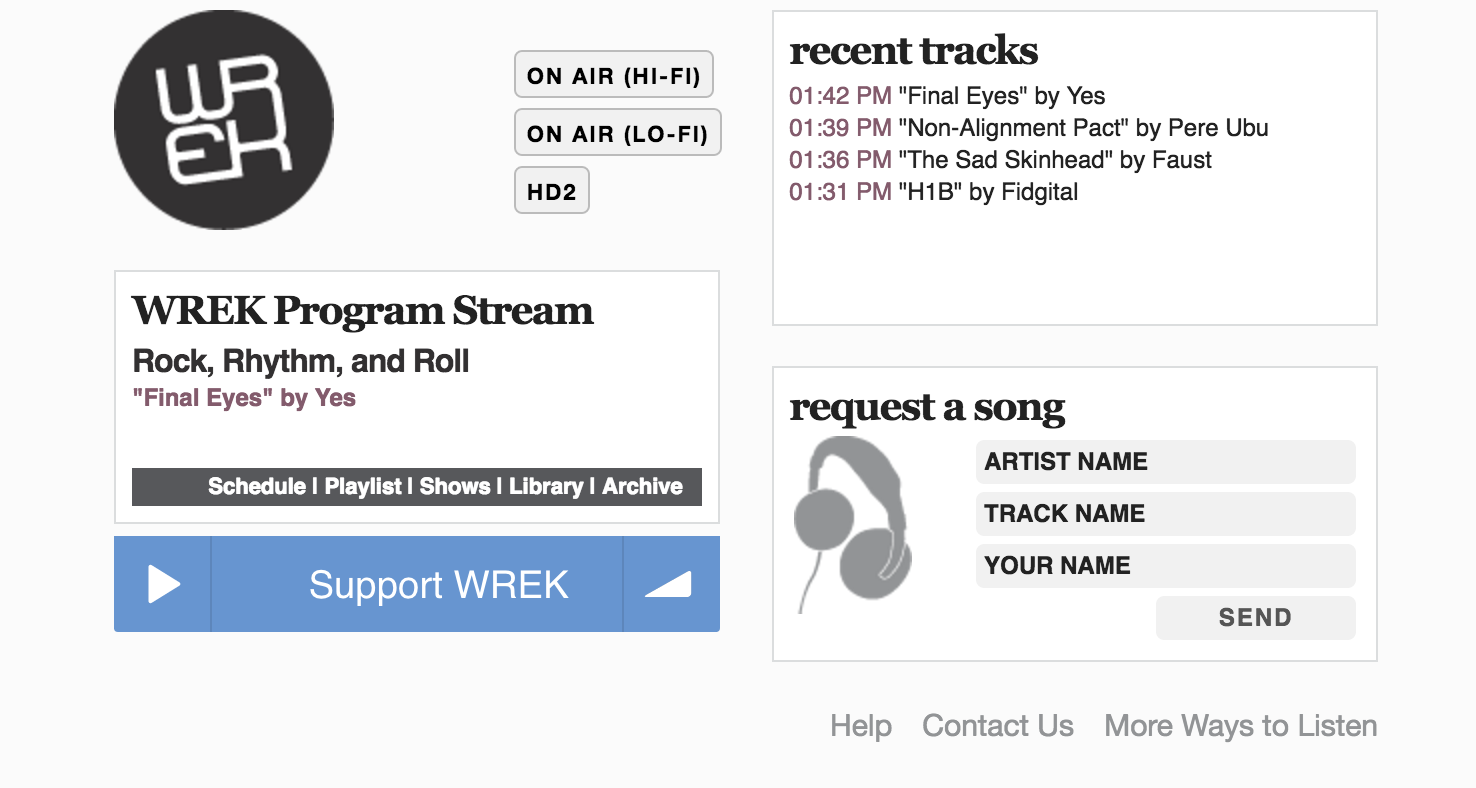 WREK
ON AIR (HI-FI)
ON AIR (LO-FI)
HD2
WREK Program Stream
Rock, Rhythm, and Roll
"Final Eyes" by Yes
Schedule | Playlist | Shows | Library | Archive
Support WREK
recent tracks
01:42 PM "Final Eyes" by Yes
01:39 PM "Non-Alignment Pact" by Pere Ubu
01:36 PM "The Sad Skinhead" by Faust
01:31 PM "H1B" by Fidgital
request a song
ARTIST NAME
TRACK NAME
YOUR NAME
SEND
Help Contact Us More Ways to Listen